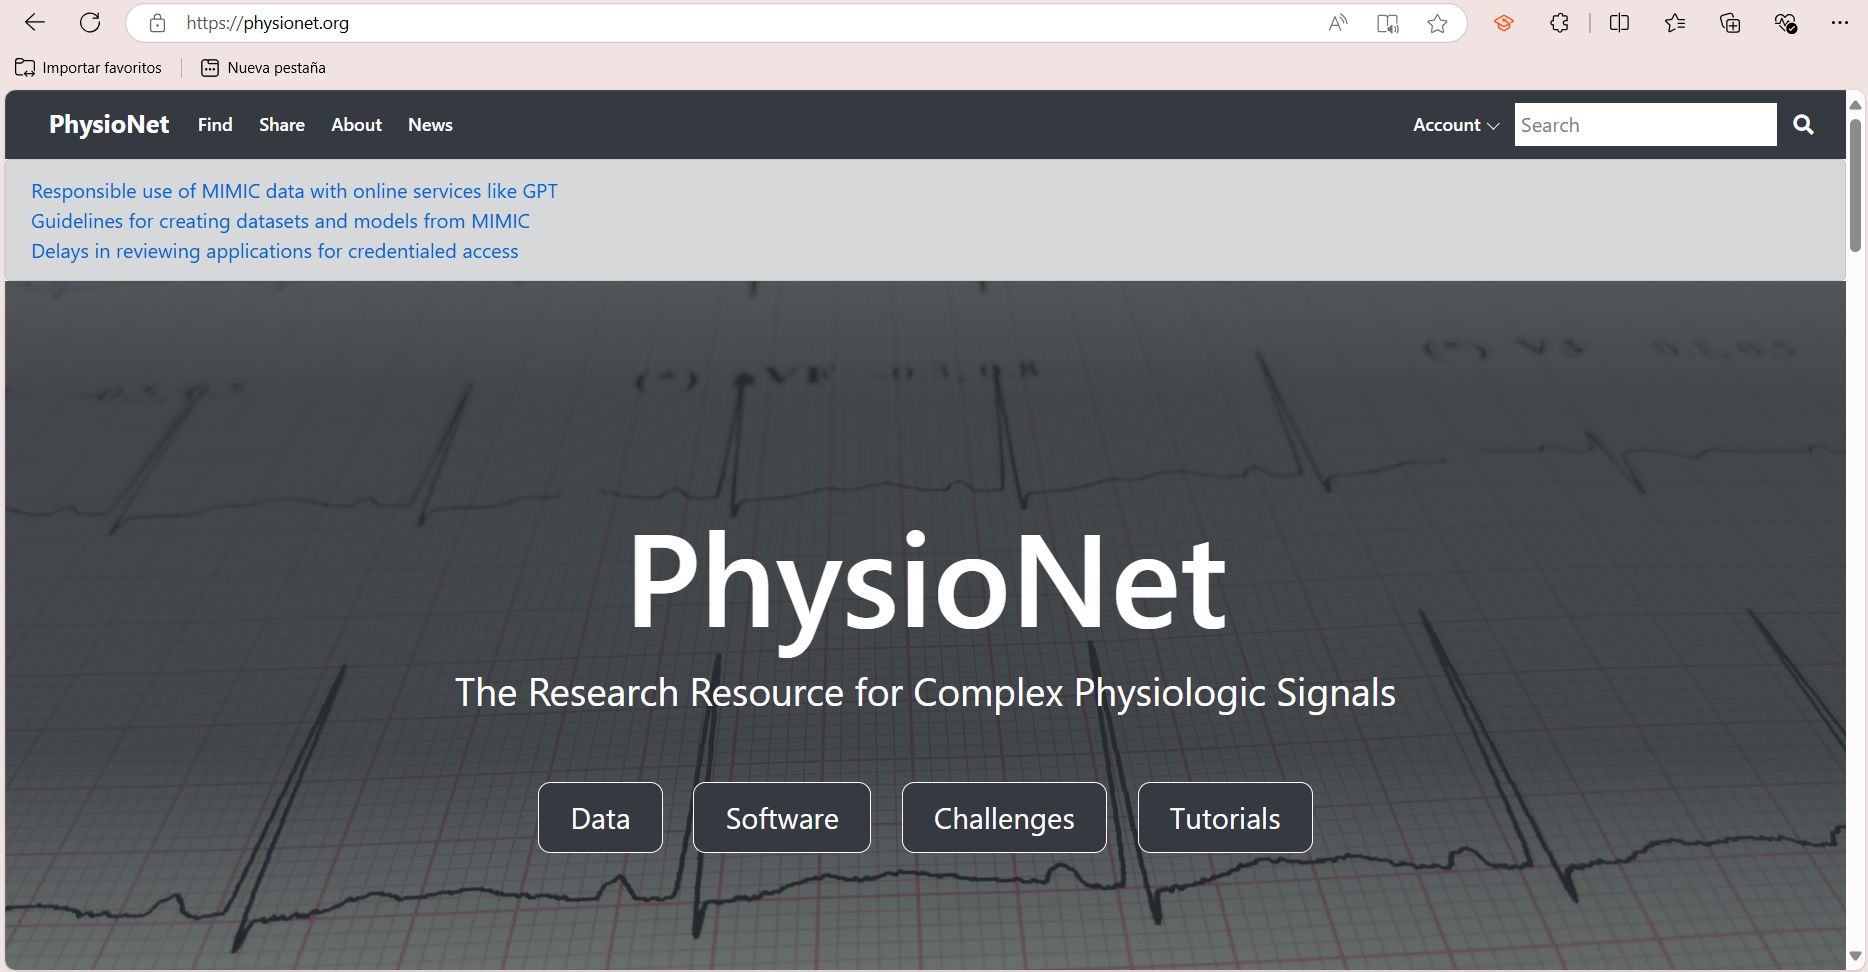 https://physionet.org
Importar favoritos
Nueva pestaña
PhysioNet Find Share About News Account Search
Responsible use of MIMIC data with online services like GPT
Guidelines for creating datasets and models from MIMIC
Delays in reviewing applications for credentialed access
PhysioNet
The Research Resource for Complex Physiologic Signals
Data Software Challenges Tutorials